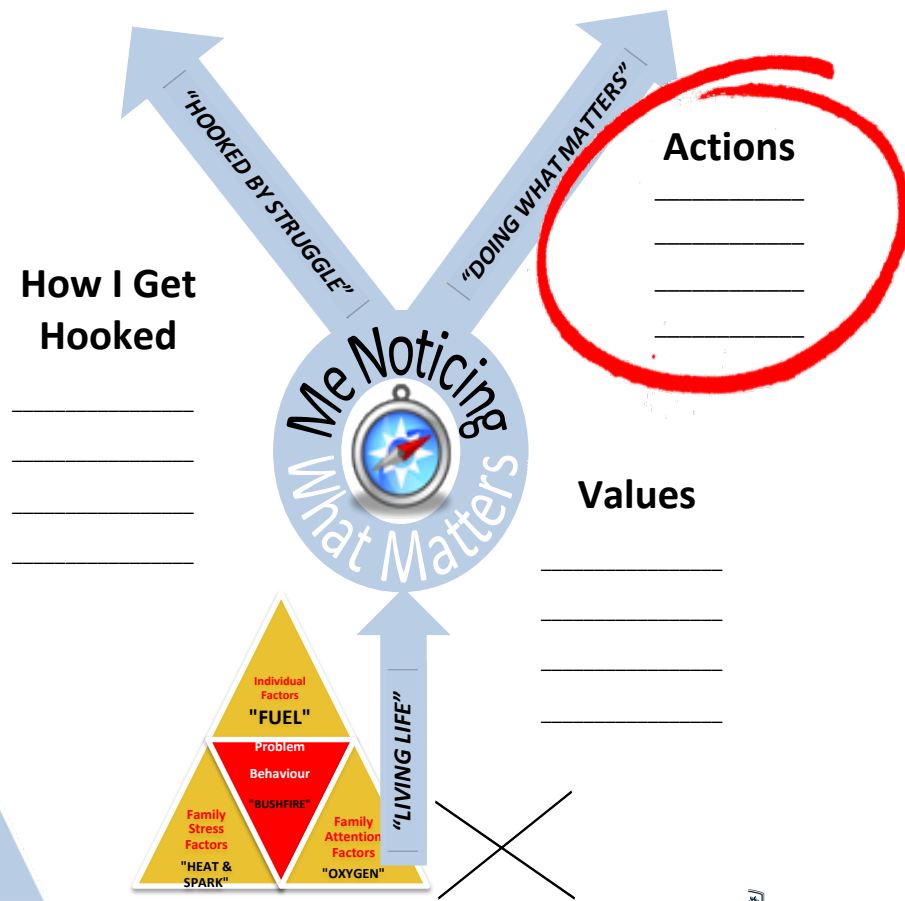 "HOOKED BY STRUGGLE"
"DOING WHAT MATTERS"
Actions
How I Get
Hooked
Me Noticing
What Matters
Values
"LIVING LIFE"
Individual
Factors
"FUEL"
Problem
Behaviour
"BUSHFIRE"
Family
Stress
Factors
"HEAT &
SPARK"
Family
Attention
Factors
"OXYGEN"